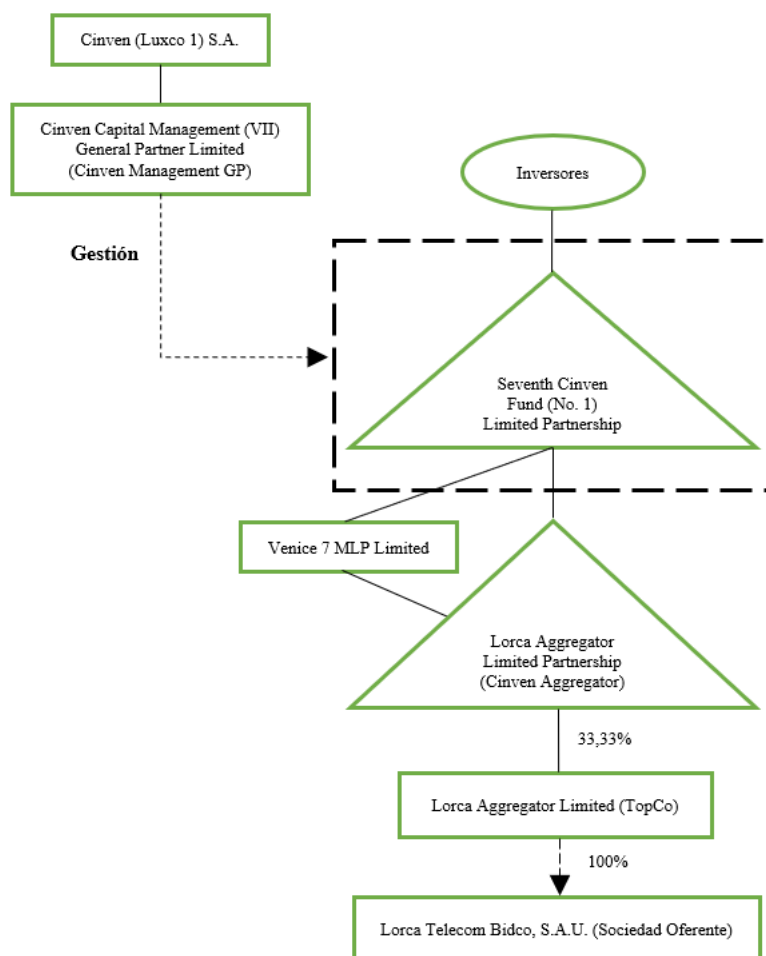 Cinven (Luxco 1) S.A.
Cinven Capital Management (VII)
General Partner Limited
(Cinven Management GP)
Inversores
Gestión
Seventh Cinven
Fund (No. 1)
Limited Partnership
Venice 7 MLP Limited
Lorca Aggregator
Limited Partnership
(Cinven Aggregator)
33,33%
Lorca Aggregator Limited (TopCo)
100%
Lorca Telecom Bidco, S.A.U. (Sociedad Oferente)